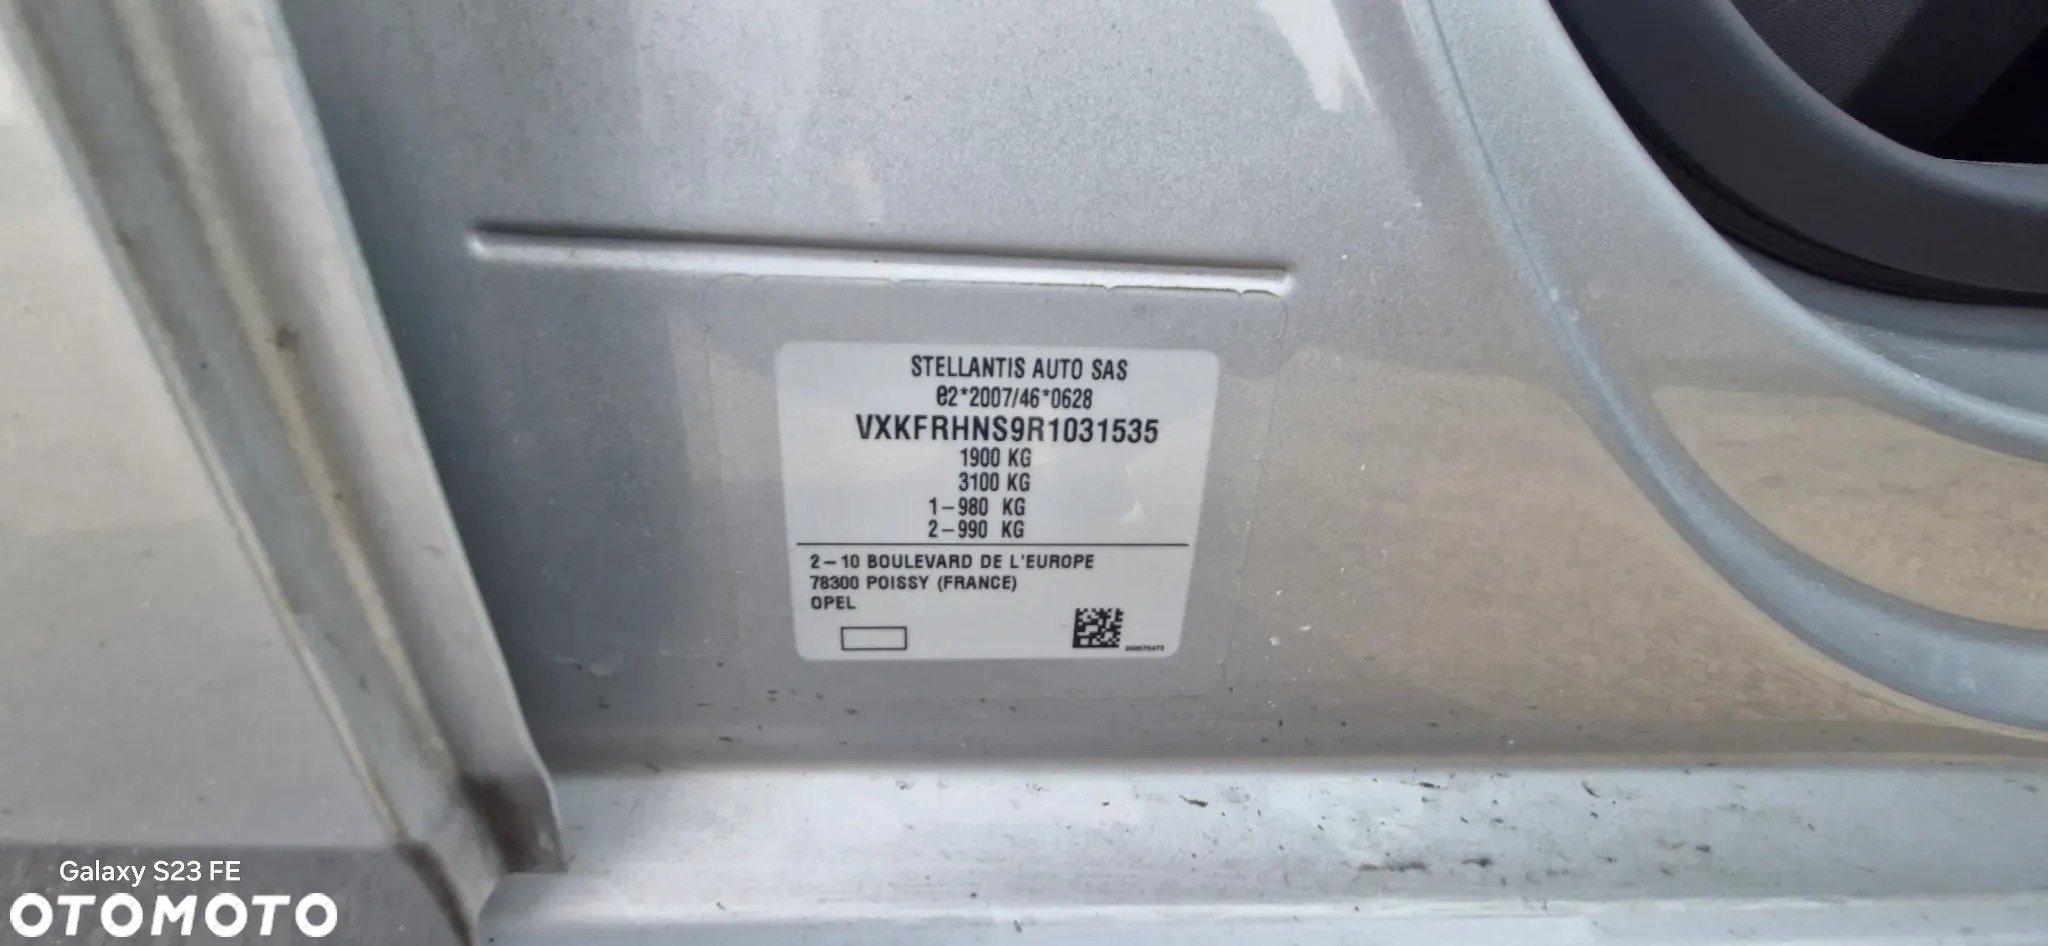 STELLANTIS AUTO SAS
e2*2007/46*0628
VXKFRHNS9R1031535
1900 KG
3100 KG
1-980 KG
2-990 KG
2-10 BOULEVARD DE L'EUROPE
78300 POISSY (FRANCE)
OPEL
Galaxy S23 FE
OTOMOTO